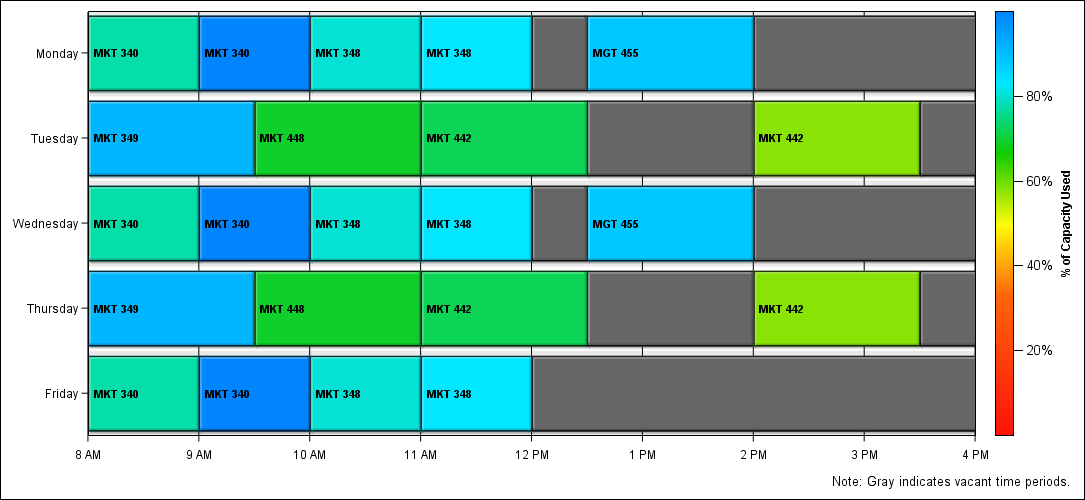 Monday MKT 340 MKT 340 MKT 348 MKT 348 MGT 455
80%
Tuesday MKT 349 MKT 448 MKT 442 MKT 442
60%
% of Capacity Used
Wednesday MKT 340 MKT 340 MKT 348 MKT 348 MGT 455
40%
Thursday MKT 349 MKT 448 MKT 442 MKT 442
20%
Friday MKT 340 MKT 340 MKT 348 MKT 348
8 AM 9 AM 10 AM 11 AM 12 PM 1 PM 2 PM 3 PM 4 PM
Note: Gray indicates vacant time periods.